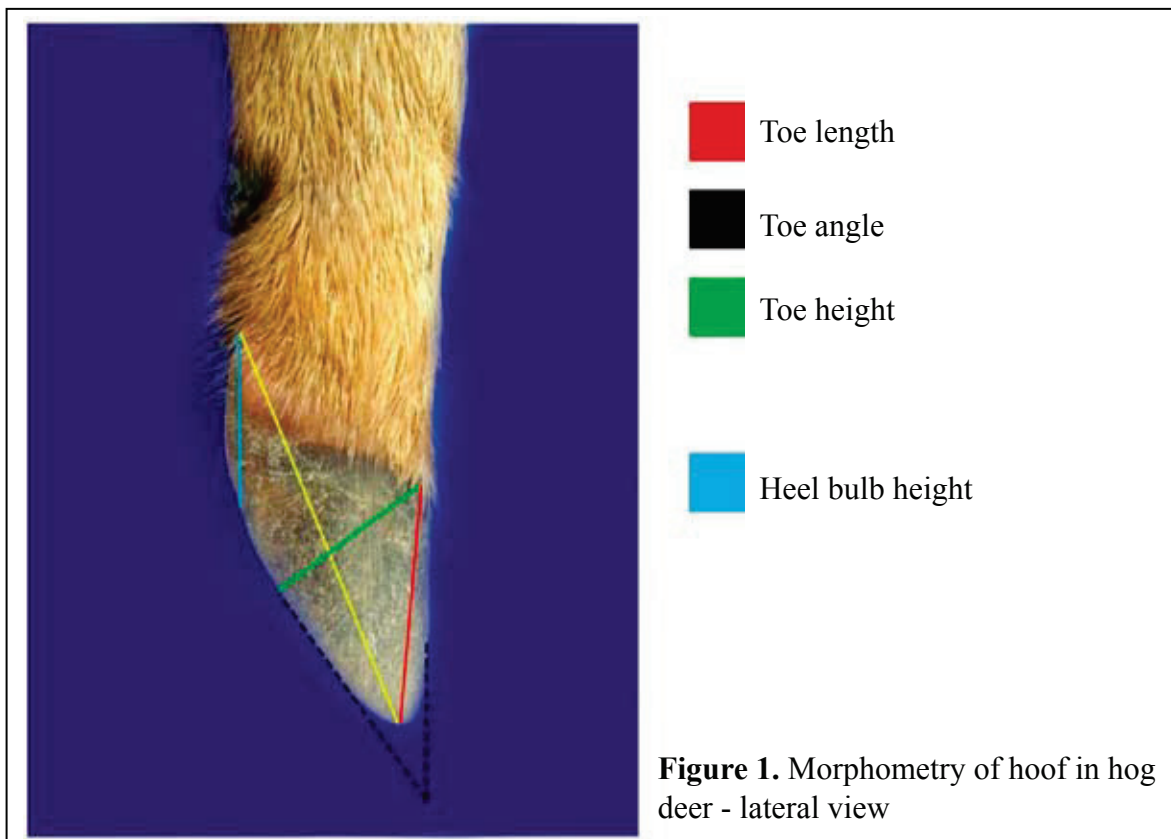 Toe length
Toe angle
Toe height
Heel bulb height
Figure 1. Morphometry of hoof in hog
deer - lateral view